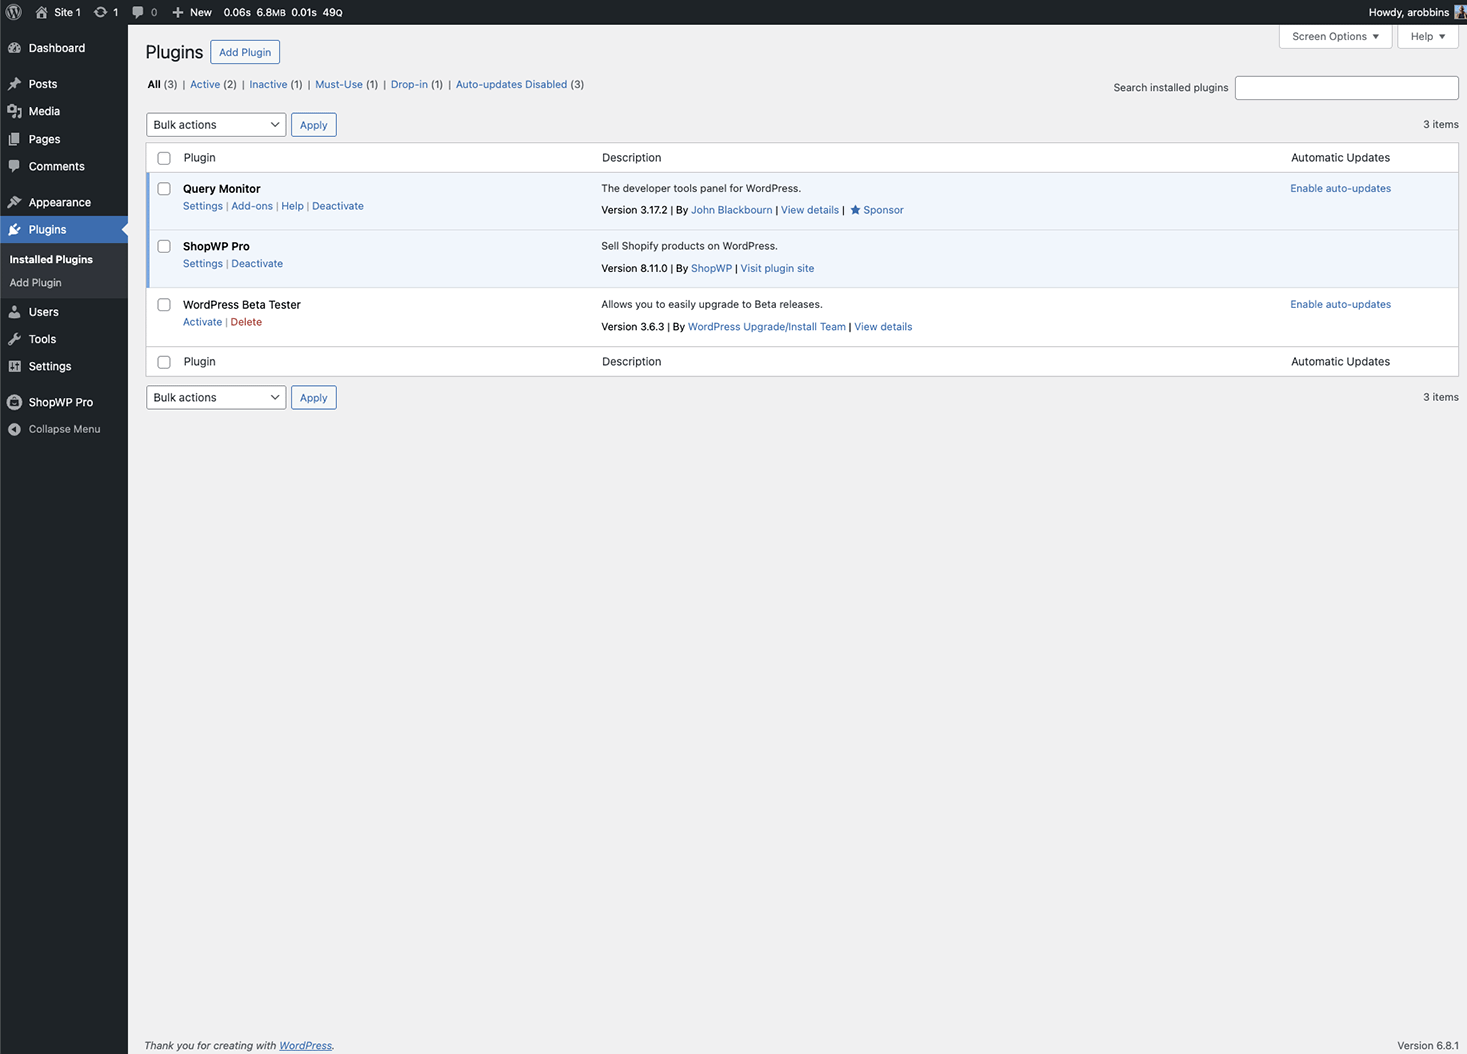 Site 1 1 0 New 0.06s 6.8MB 0.01s 49Q Howdy, arobbins
Dashboard
Posts
Media
Pages
Comments
Appearance
Plugins
Installed Plugins
Add Plugin
Users
Tools
Settings
ShopWP Pro
Collapse Menu
Screen Options Help
Plugins Add Plugin
All (3) | Active (2) | Inactive (1) | Must-Use (1) | Drop-in (1) | Auto-updates Disabled (3)
Search installed plugins
Bulk actions Apply 3 items
Plugin Description Automatic Updates
Query Monitor The developer tools panel for WordPress. Enable auto-updates
Settings | Add-ons | Help | Deactivate Version 3.17.2 | By John Blackbourn | View details | Sponsor
ShopWP Pro Sell Shopify products on WordPress.
Settings | Deactivate Version 8.11.0 | By ShopWP | Visit plugin site
WordPress Beta Tester Allows you to easily upgrade to Beta releases. Enable auto-updates
Activate | Delete Version 3.6.3 | By WordPress Upgrade/Install Team | View details
Plugin Description Automatic Updates
Bulk actions Apply 3 items
Thank you for creating with WordPress. Version 6.8.1